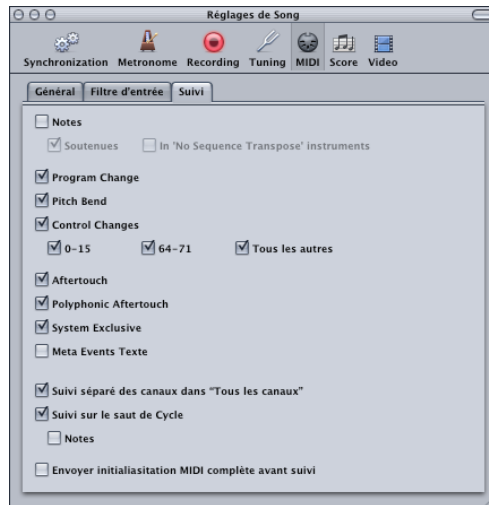 Réglages de Song
Synchronization Metronome Recording Tuning MIDI Score Video
Général Filtre d'entrée Suivi
Notes
Soutenues In 'No Sequence Transpose' instruments
Program Change
Pitch Bend
Control Changes
0–15 64–71 Tous les autres
Aftertouch
Polyphonic Aftertouch
System Exclusive
Meta Events Texte
Suivi séparé des canaux dans "Tous les canaux"
Suivi sur le saut de Cycle
Notes
Envoyer initialiasitation MIDI complète avant suivi